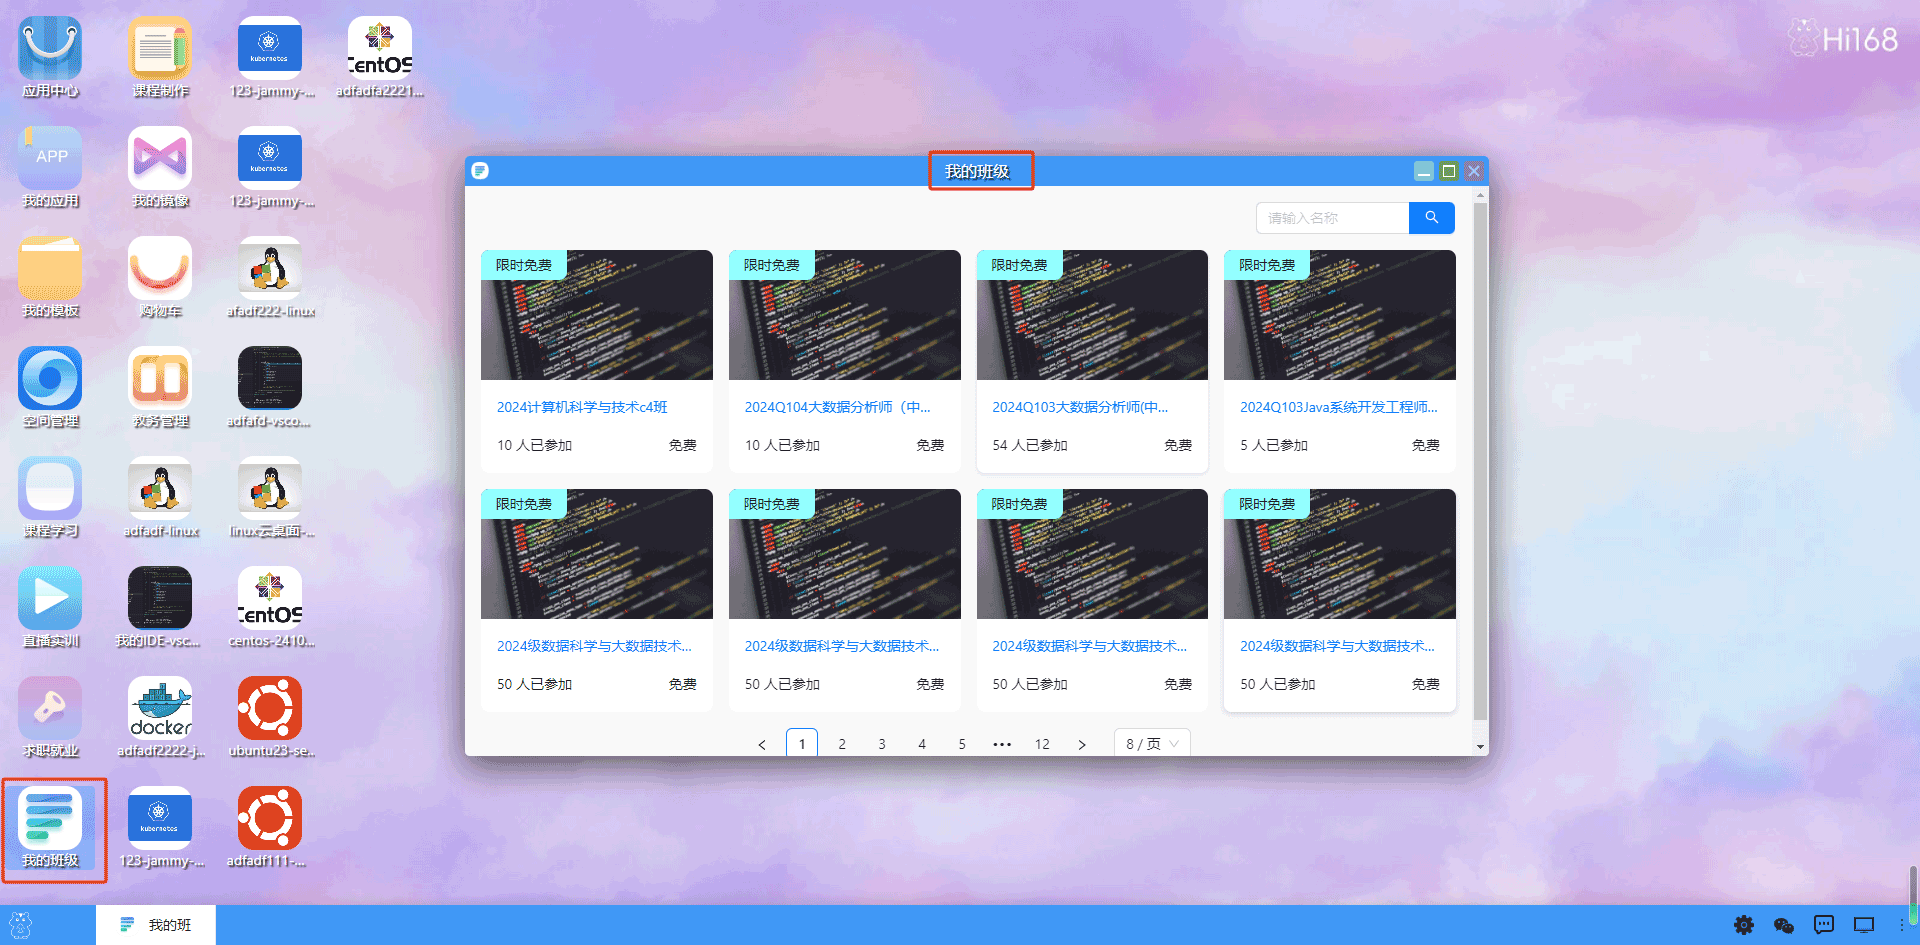 应用中心
课程制作
kubernetes
123-jammy-...
CentOS
adfadfa2221...
Hi168
APP
我的应用
我的镜像
kubernetes
123-jammy-...
我的模板
购物车
afadf222-linux
空间管理
教务管理
adfafd-vsco...
课程学习
adfadf-linux
linux云桌面-...
直播实训
我的IDE-vsc...
CentOS
centos-2410...
求职就业
docker
adfadf2222-j...
ubuntu23-se..
我的班级
kubernetes
123-jammy-...
adfadf111-...
我的班级
请输入名称
限时免费
限时免费
限时免费
限时免费
2024计算机科学与技术c4班
2024Q104大数据分析师（中...
2024Q103大数据分析师(中...
2024Q103Java系统开发工程师...
10 人已参加 免费
10 人已参加 免费
54 人已参加 免费
5 人已参加 免费
限时免费
限时免费
限时免费
限时免费
2024级数据科学与大数据技术...
2024级数据科学与大数据技术...
2024级数据科学与大数据技术...
2024级数据科学与大数据技术...
50 人已参加 免费
50 人已参加 免费
50 人已参加 免费
50 人已参加 免费
< 1 2 3 4 5 ••• 12 > 8 / 页
我的班